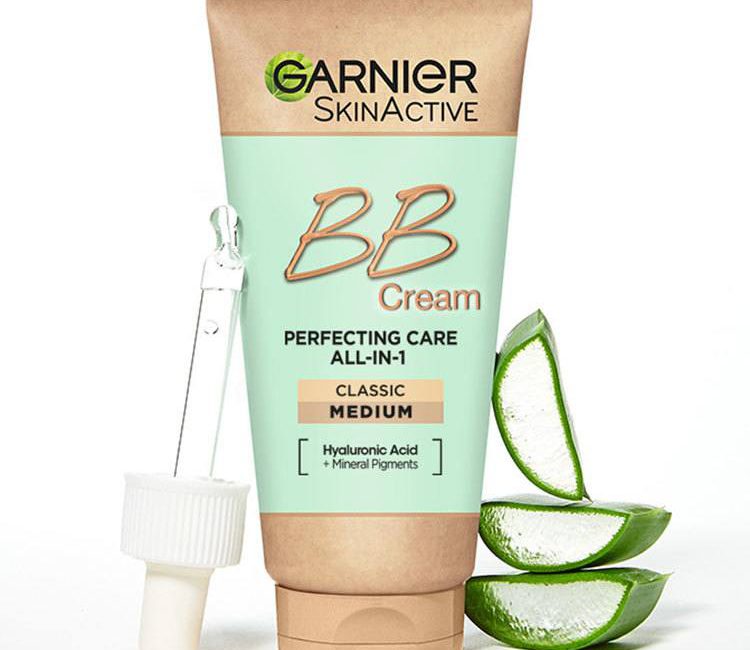 GARNIER
SKINACTIVE
BB
Cream
PERFECTING CARE
ALL-IN-1
CLASSIC
MEDIUM
Hyaluronic Acid
+ Mineral Pigments